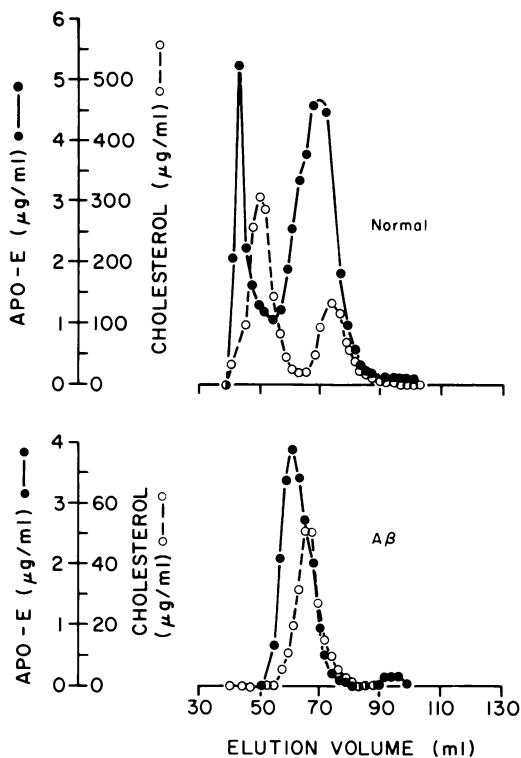 APO-E (μg/ml)
CHOLESTEROL (μg/ml)
6
5
4
3
2
1
0
500
400
300
200
100
0
Normal
APO-E (μg/ml)
CHOLESTEROL
(μg/ml)
4
3
2
1
0
60
40
20
0
Aβ
30 50 70 90 110 130
ELUTION VOLUME (ml)